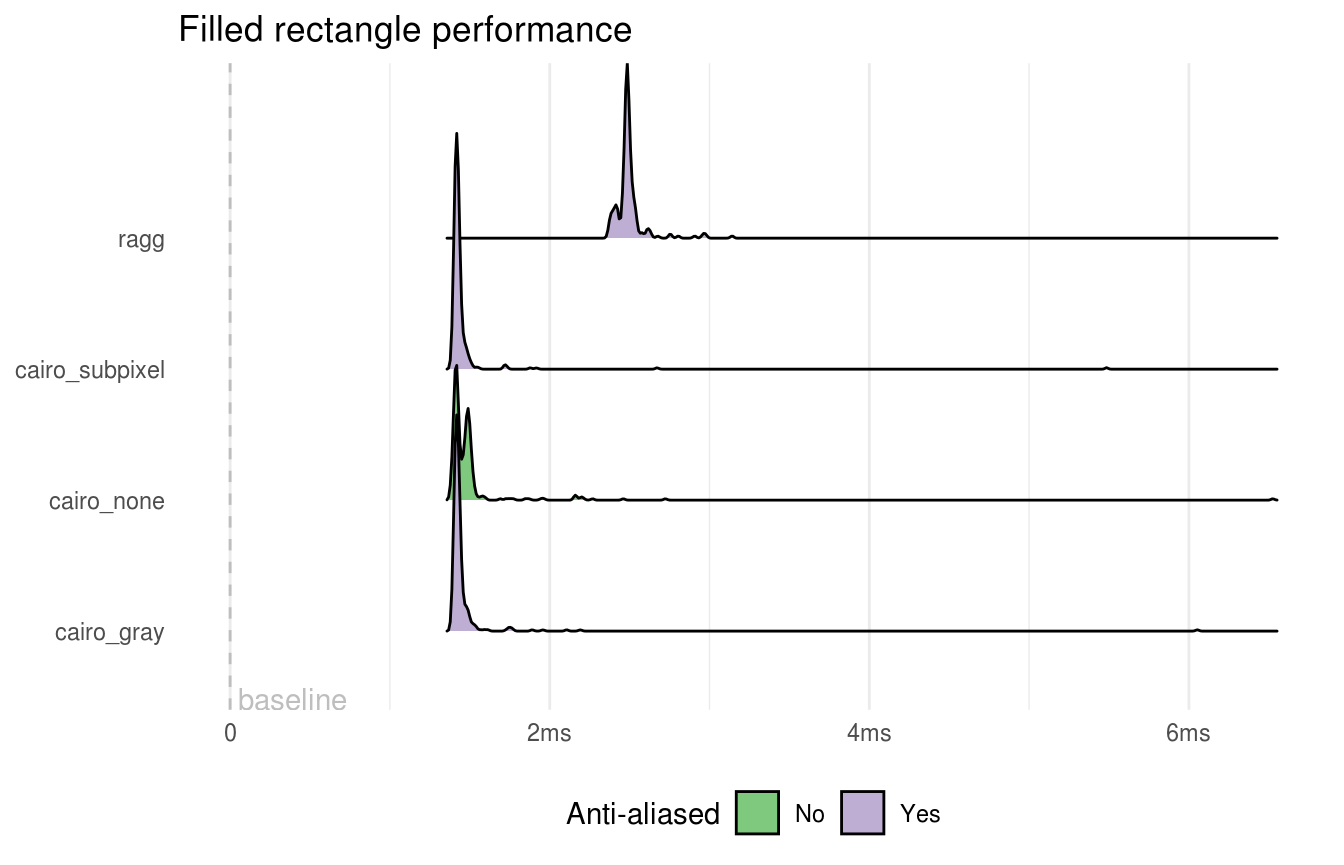 Filled rectangle performance
ragg
cairo_subpixel
cairo_none
cairo_gray
baseline
0 2ms 4ms 6ms
Anti-aliased No Yes